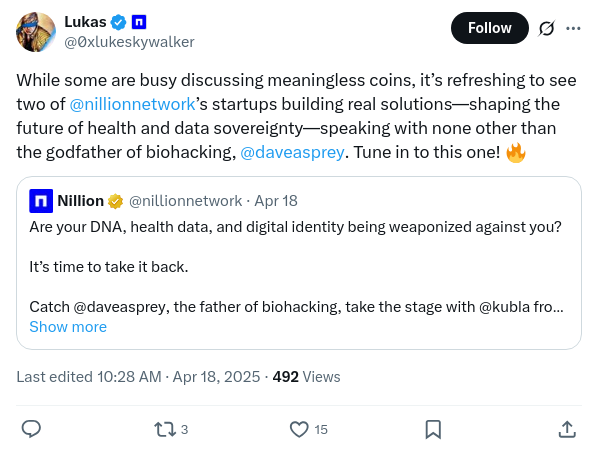 Lukas
@0xlukeskywalker
Follow
While some are busy discussing meaningless coins, it’s refreshing to see
two of @nillionnetwork’s startups building real solutions—shaping the
future of health and data sovereignty—speaking with none other than
the godfather of biohacking, @daveasprey. Tune in to this one! 🔥
Nillion @nillionnetwork · Apr 18
Are your DNA, health data, and digital identity being weaponized against you?
It’s time to take it back.
Catch @daveasprey, the father of biohacking, take the stage with @kubla fro…
Show more
Last edited 10:28 AM · Apr 18, 2025 · 492 Views
3
15